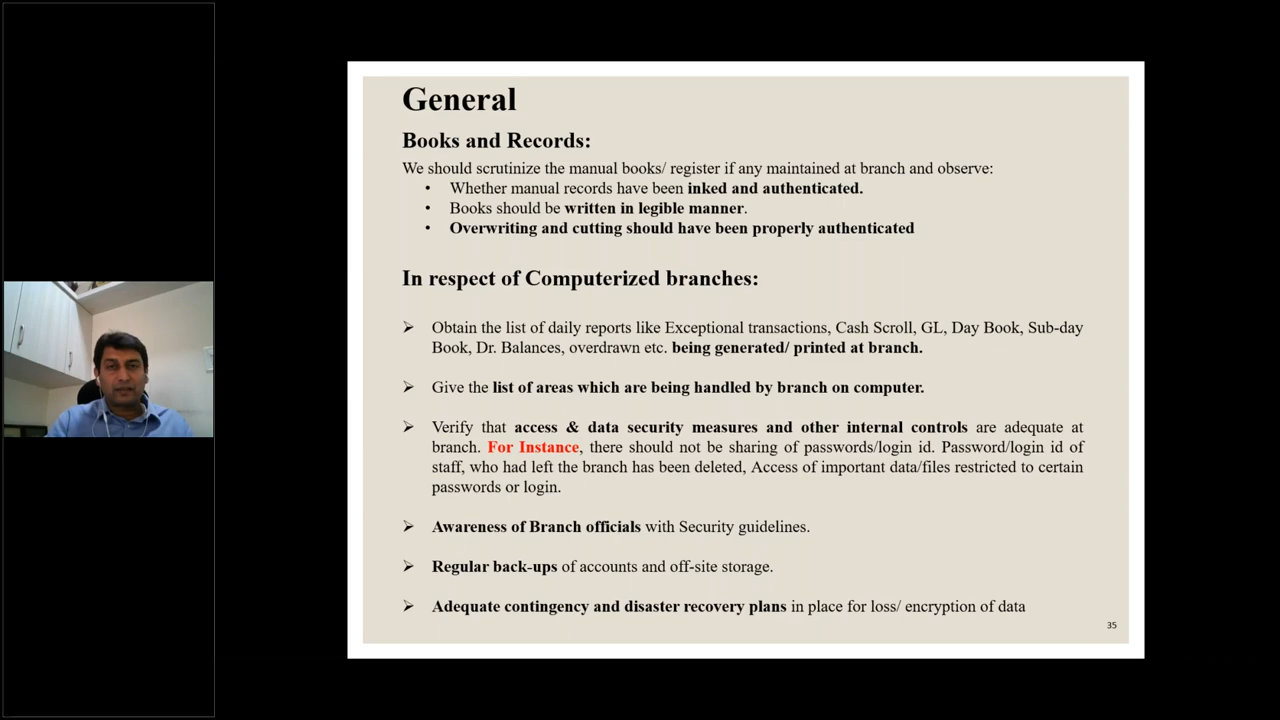 General
Books and Records:
We should scrutinize the manual books/ register if any maintained at branch and observe:
• Whether manual records have been inked and authenticated.
• Books should be written in legible manner.
• Overwriting and cutting should have been properly authenticated
In respect of Computerized branches:
➢ Obtain the list of daily reports like Exceptional transactions, Cash Scroll, GL, Day Book, Sub-day
Book, Dr. Balances, overdrawn etc. being generated/ printed at branch.
➢ Give the list of areas which are being handled by branch on computer.
➢ Verify that access & data security measures and other internal controls are adequate at
branch. For Instance, there should not be sharing of passwords/login id. Password/login id of
staff, who had left the branch has been deleted, Access of important data/files restricted to certain
passwords or login.
➢ Awareness of Branch officials with Security guidelines.
➢ Regular back-ups of accounts and off-site storage.
➢ Adequate contingency and disaster recovery plans in place for loss/ encryption of data
35